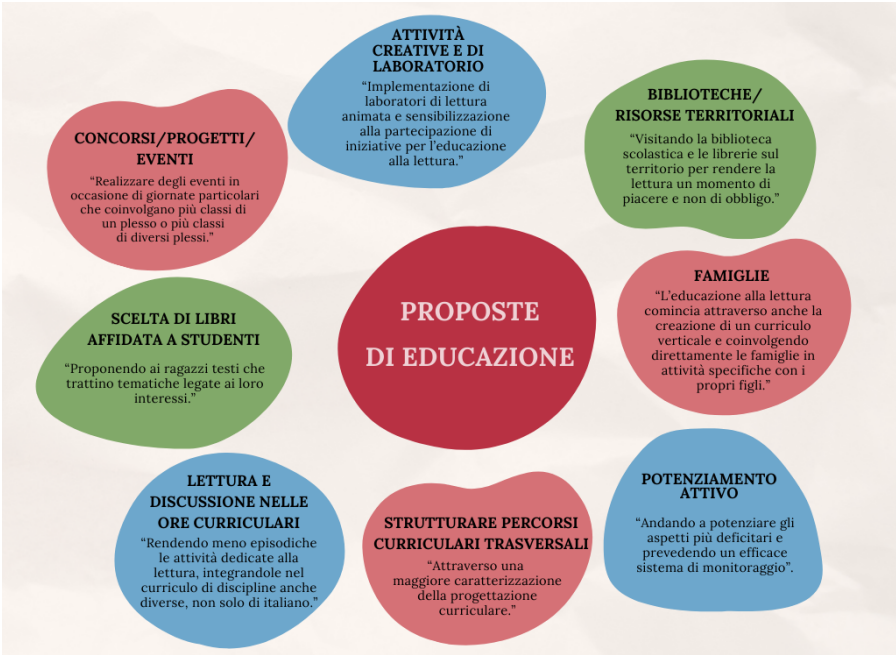 ATTIVITÀ
CREATIVE E DI
LABORATORIO
“Implementazione di
laboratori di lettura
animata e sensibilizzazione
alla partecipazione di
iniziative per l’educazione
alla lettura.”
BIBLIOTECHE/
RISORSE TERRITORIALI
“Visitando la biblioteca
scolastica e le librerie sul
territorio per rendere la
lettura un momento di
piacere e non di obbligo.”
CONCORSI/PROGETTI/
EVENTI
“Realizzare degli eventi in
occasione di giornate particolari
che coinvolgano più classi di
un plesso o più classi
di diversi plessi.”
PROPOSTE
DI EDUCAZIONE
FAMIGLIE
“L’educazione alla lettura
comincia attraverso anche la
creazione di un curriculo
verticale e coinvolgendo
direttamente le famiglie in
attività specifiche con i
propri figli.”
SCELTA DI LIBRI
AFFIDATA A STUDENTI
“Proponendo ai ragazzi testi che
trattino tematiche legate ai loro
interessi.”
LETTURA E
DISCUSSIONE NELLE
ORE CURRICULARI
“Rendendo meno episodiche
le attività dedicate alla
lettura, integrandole nel
curriculo di discipline anche
diverse, non solo di italiano.”
STRUTTURARE PERCORSI
CURRICULARI TRASVERSALI
“Attraverso una
maggiore caratterizzazione
della progettazione
curriculare.”
POTENZIAMENTO
ATTIVO
“Andando a potenziare gli
aspetti più deficitari e
prevedendo un efficace
sistema di monitoraggio”.